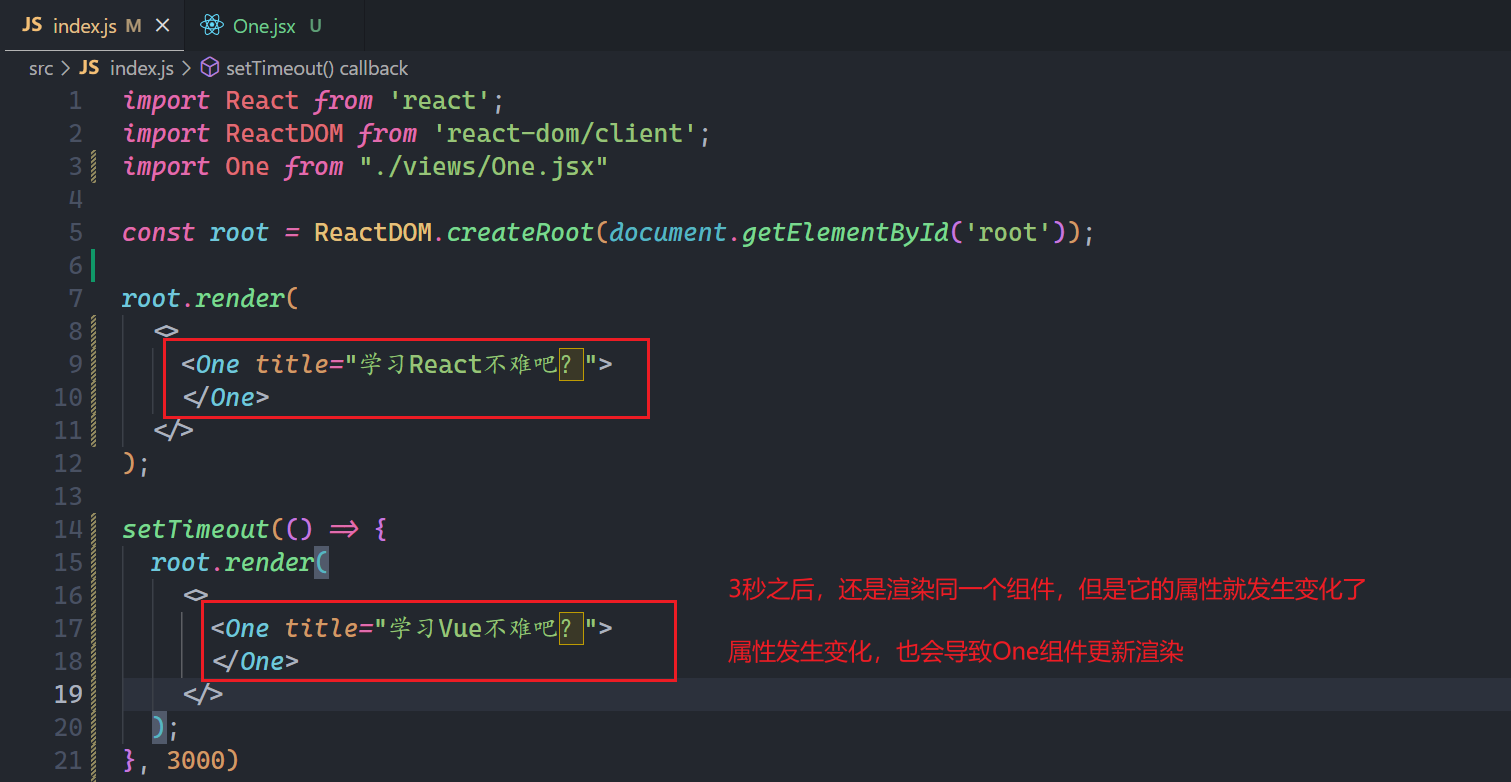 JS index.js M ×
One.jsx U
src > JS index.js > setTimeout() callback
1 import React from 'react';
2 import ReactDOM from 'react-dom/client';
3 import One from "./views/One.jsx"
4
5 const root = ReactDOM.createRoot(document.getElementById('root'));
6
7 root.render(
8 <>
9 <One title="学习React不难吧？">
10 </One>
11 </>
12 );
13
14 setTimeout(() => {
15 root.render(
16 <>
3秒之后，还是渲染同一个组件，但是它的属性就发生变化了
17 <One title="学习Vue不难吧？">
18 </One>
属性发生变化，也会导致One组件更新渲染
19 </>
20 );
21 }, 3000)